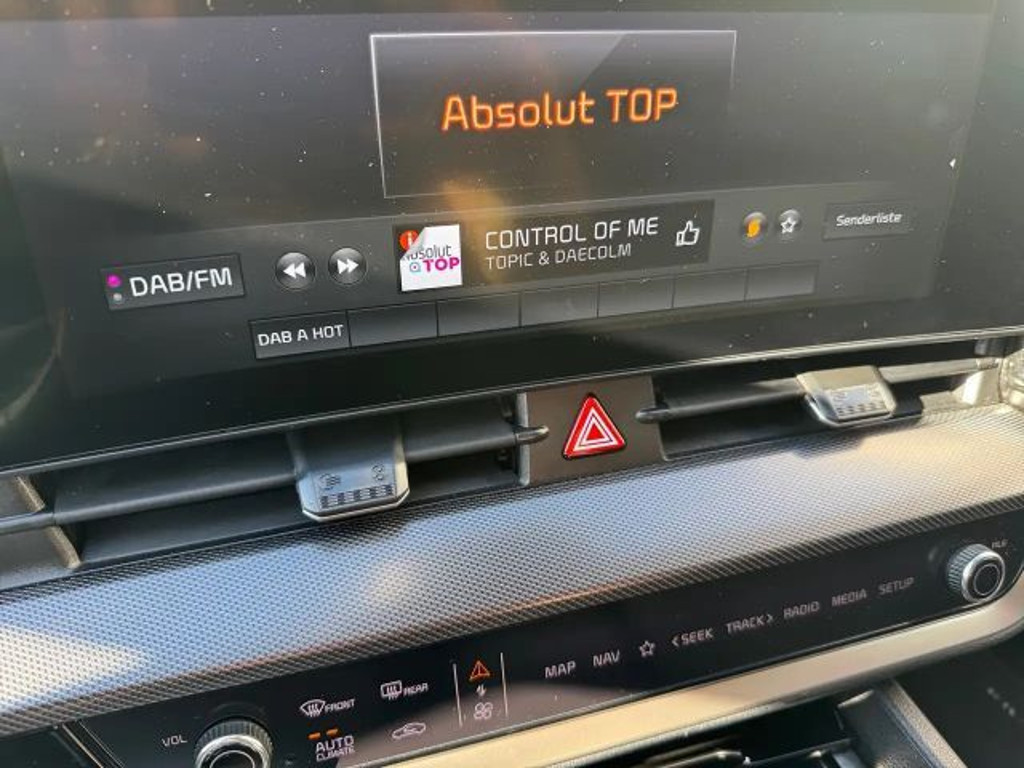 Absolut TOP
DAB/FM
absolut
TOP
CONTROL OF ME
TOPIC & DAECOLM
Senderliste
DAB A HOT
VOL
FRONT
REAR
AUTO
CLIMATE
MAP
NAV
<SEEK
TRACK>
RADIO
MEDIA
SETUP